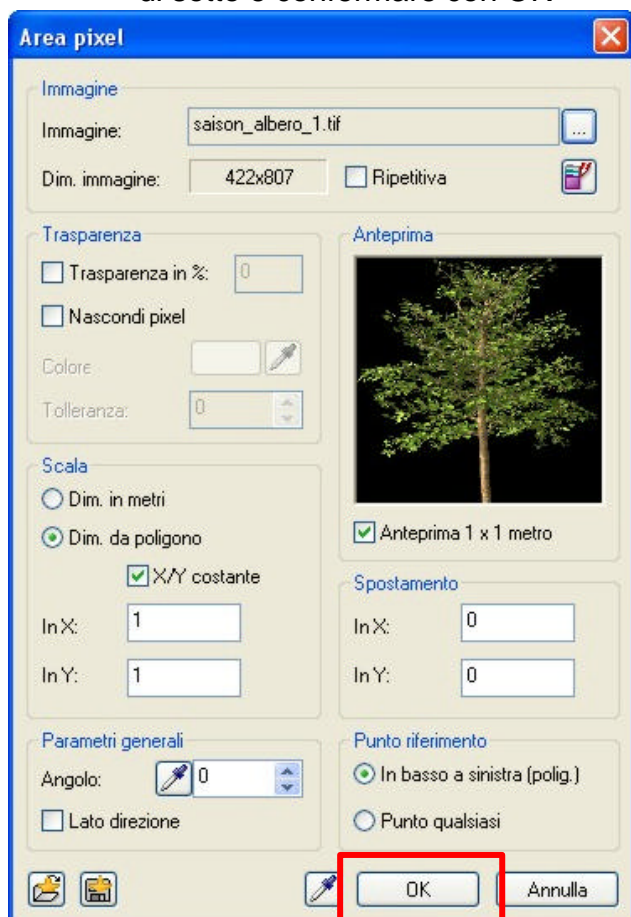 Area pixel
Immagine
Immagine: saison_albero_1.tif ...
Dim. immagine: 422x807 Ripetitiva
Trasparenza
Trasparenza in %: 0
Nascondi pixel
Colore
Tolleranza: 0
Anteprima
Anteprima 1 x 1 metro
Scala
Dim. in metri
Dim. da poligono
X/Y costante
In X: 1
In Y: 1
Spostamento
In X: 0
In Y: 0
Parametri generali
Angolo: 0
Lato direzione
Punto riferimento
In basso a sinistra (polig.)
Punto qualsiasi
OK Annulla